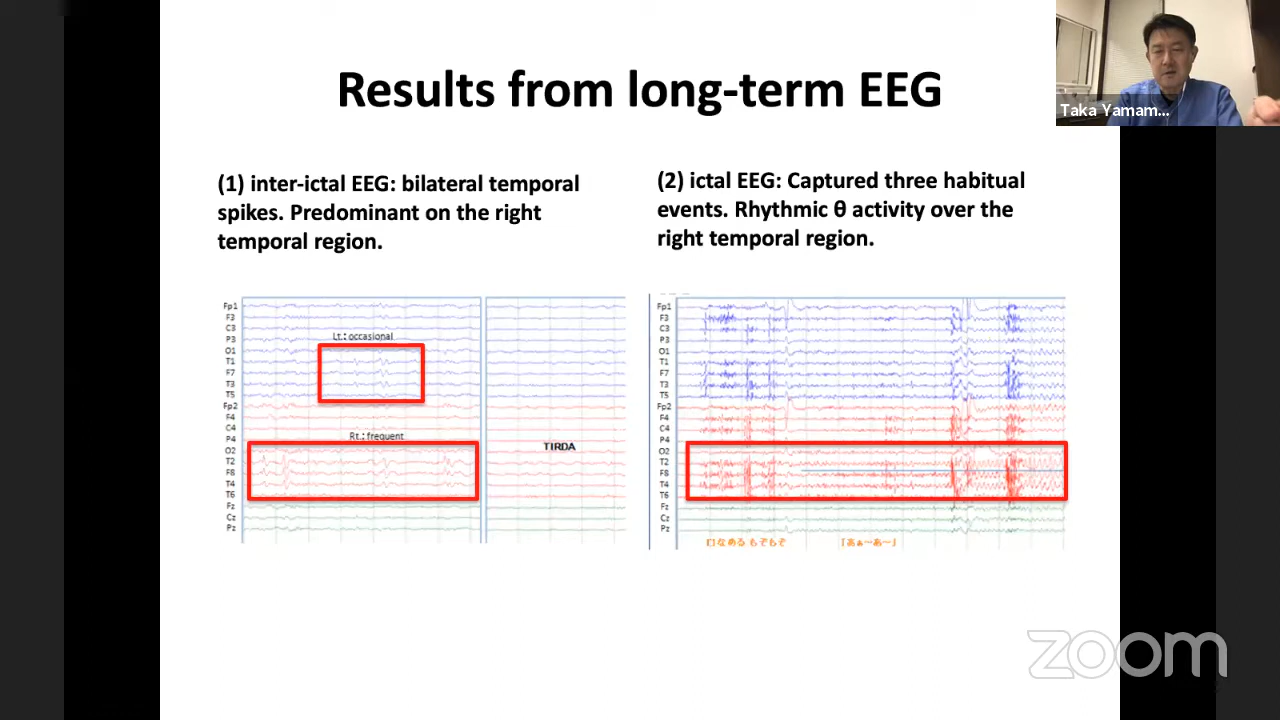 Results from long-term EEG
Taka Yamam...
(1) inter-ictal EEG: bilateral temporal
spikes. Predominant on the right
temporal region.
(2) ictal EEG: Captured three habitual
events. Rhythmic θ activity over the
right temporal region.
Fp1
F3
C3
P3
O1
T1
F7
T3
T5
Fp2
F4
C4
P4
O2
T2
F8
T4
T6
Fz
Cz
Pz
Lt.: occasional
Rt.: frequent
TIRDA
Fp1
F3
C3
P3
O1
T1
F7
T3
T5
Fp2
F4
C4
P4
O2
T2
F8
T4
T6
Fz
Cz
Pz
口なめる もぞもぞ
「あぁ～あ～」
zoom